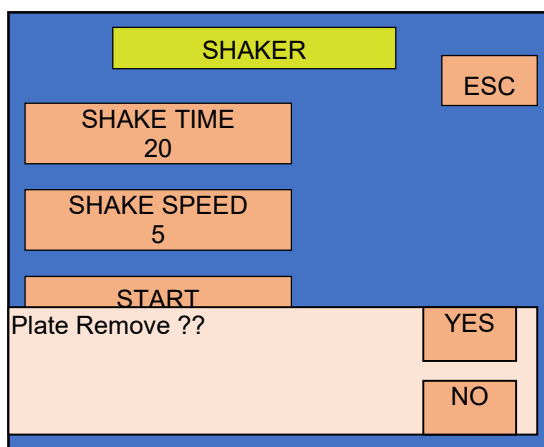 SHAKER
ESC
SHAKE TIME
20
SHAKE SPEED
5
START
Plate Remove ??
YES
NO